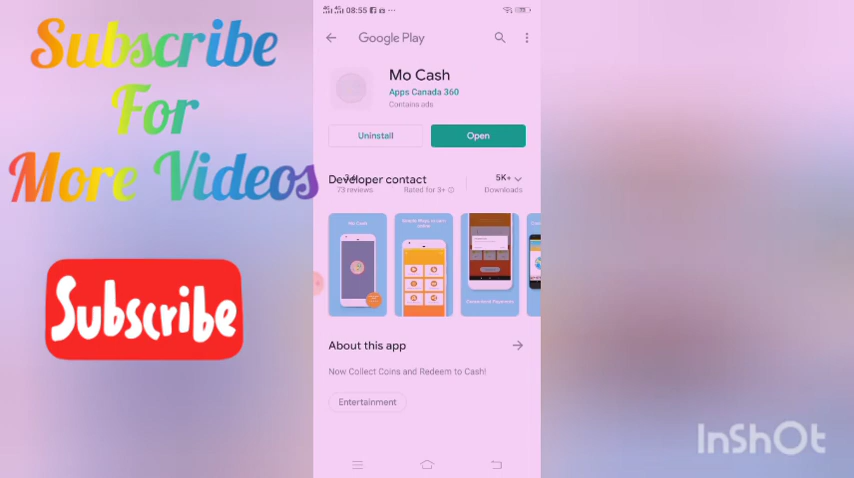 Subscribe
For
More Videos
Subscribe
08:55
Google Play
Mo Cash
Apps Canada 360
Contains ads
Uninstall
Open
Developer contact
73 reviews
Rated for 3+
5K+
Downloads
Mo Cash
About this app
Now Collect Coins and Redeem to Cash!
Entertainment
InShOt